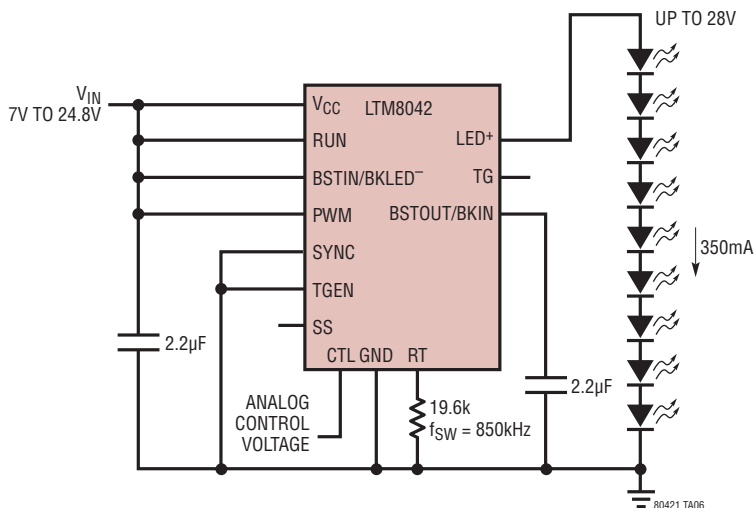 UP TO 28V
VIN
7V TO 24.8V
VCC
LTM8042
RUN
LED+
BSTIN/BKLED–
TG
PWM
BSTOUT/BKIN
SYNC
350mA
TGEN
SS
2.2µF
CTL GND RT
2.2µF
ANALOG
CONTROL
VOLTAGE
19.6k
fSW = 850kHz
80421 TA06